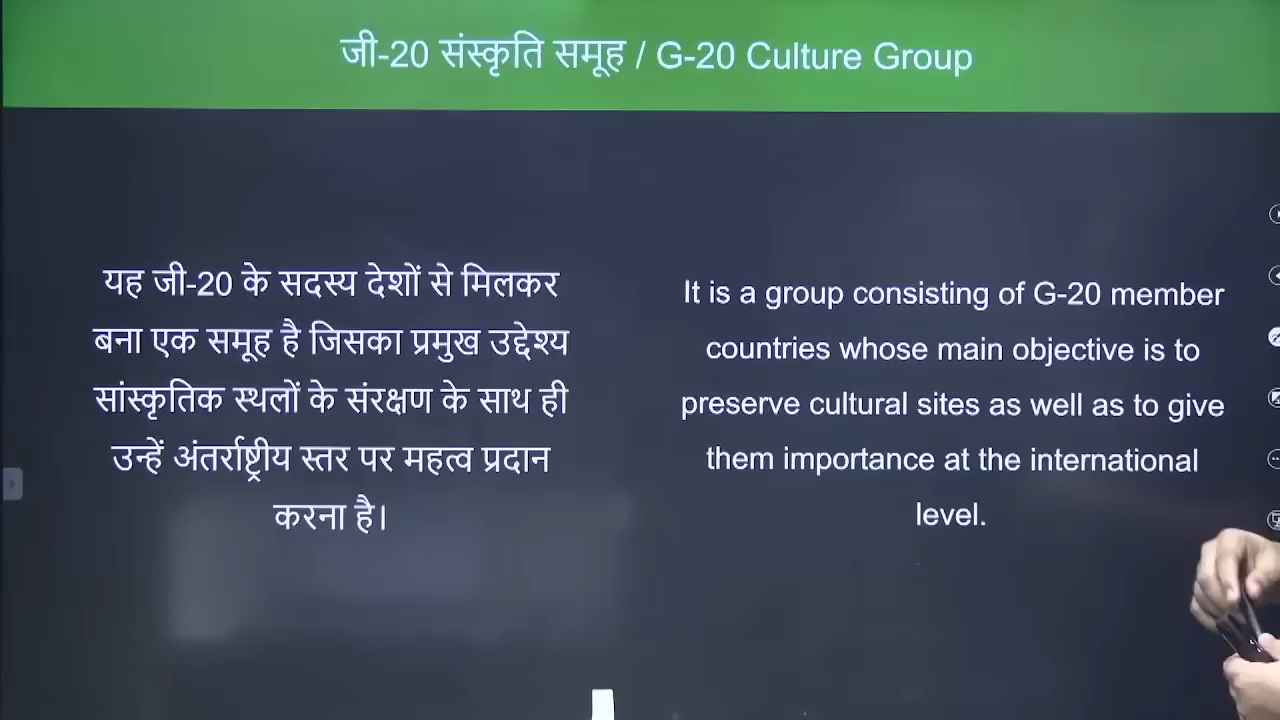 जी-20 संस्कृति समूह / G-20 Culture Group
यह जी-20 के सदस्य देशों से मिलकर
बना एक समूह है जिसका प्रमुख उद्देश्य
सांस्कृतिक स्थलों के संरक्षण के साथ ही
उन्हें अंतर्राष्ट्रीय स्तर पर महत्व प्रदान
करना है।
It is a group consisting of G-20 member
countries whose main objective is to
preserve cultural sites as well as to give
them importance at the international
level.